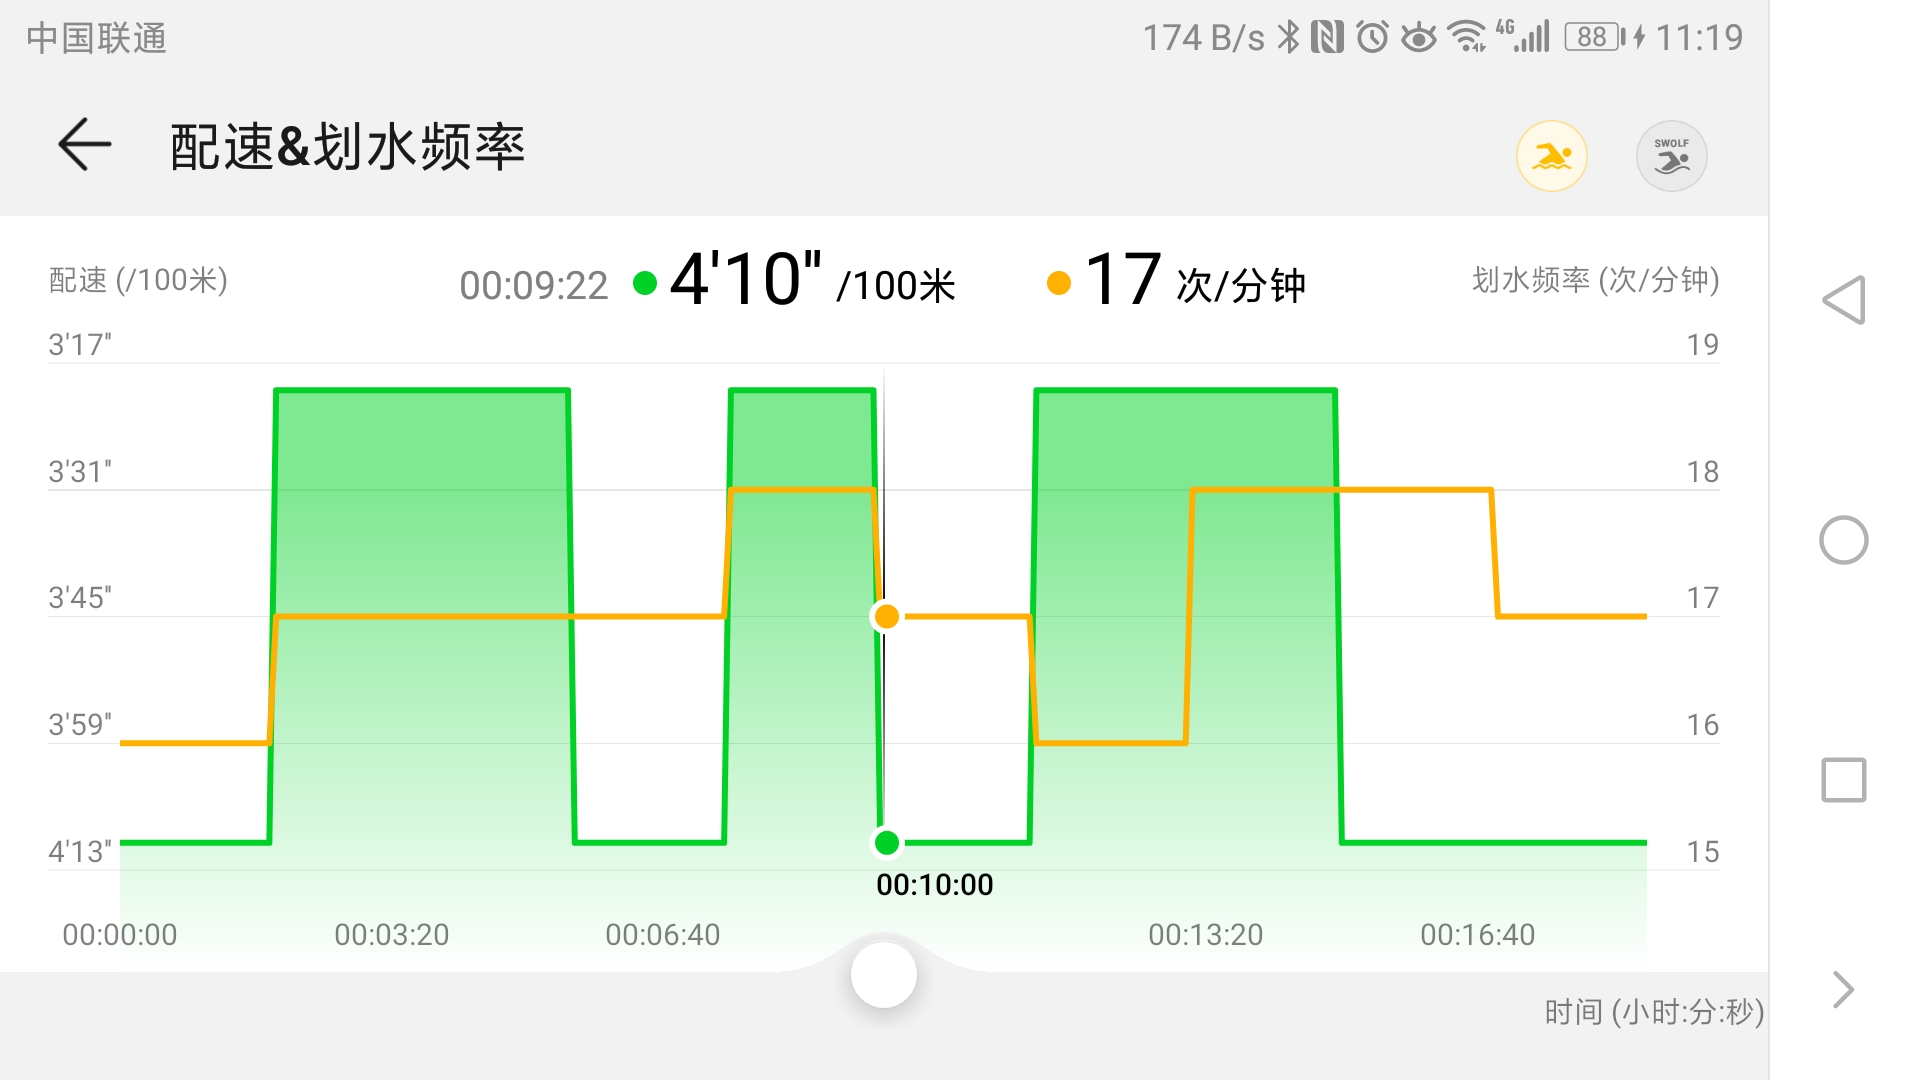 中国联通
174 B/s 4G 88 11:19
配速&划水频率
SWOLF
配速 (/100米) 00:09:22 4'10" /100米 17 次/分钟 划水频率 (次/分钟)
3'17" 19
3'31" 18
3'45" 17
3'59" 16
4'13" 15
00:10:00
00:00:00 00:03:20 00:06:40 00:13:20 00:16:40
时间 (小时:分:秒)